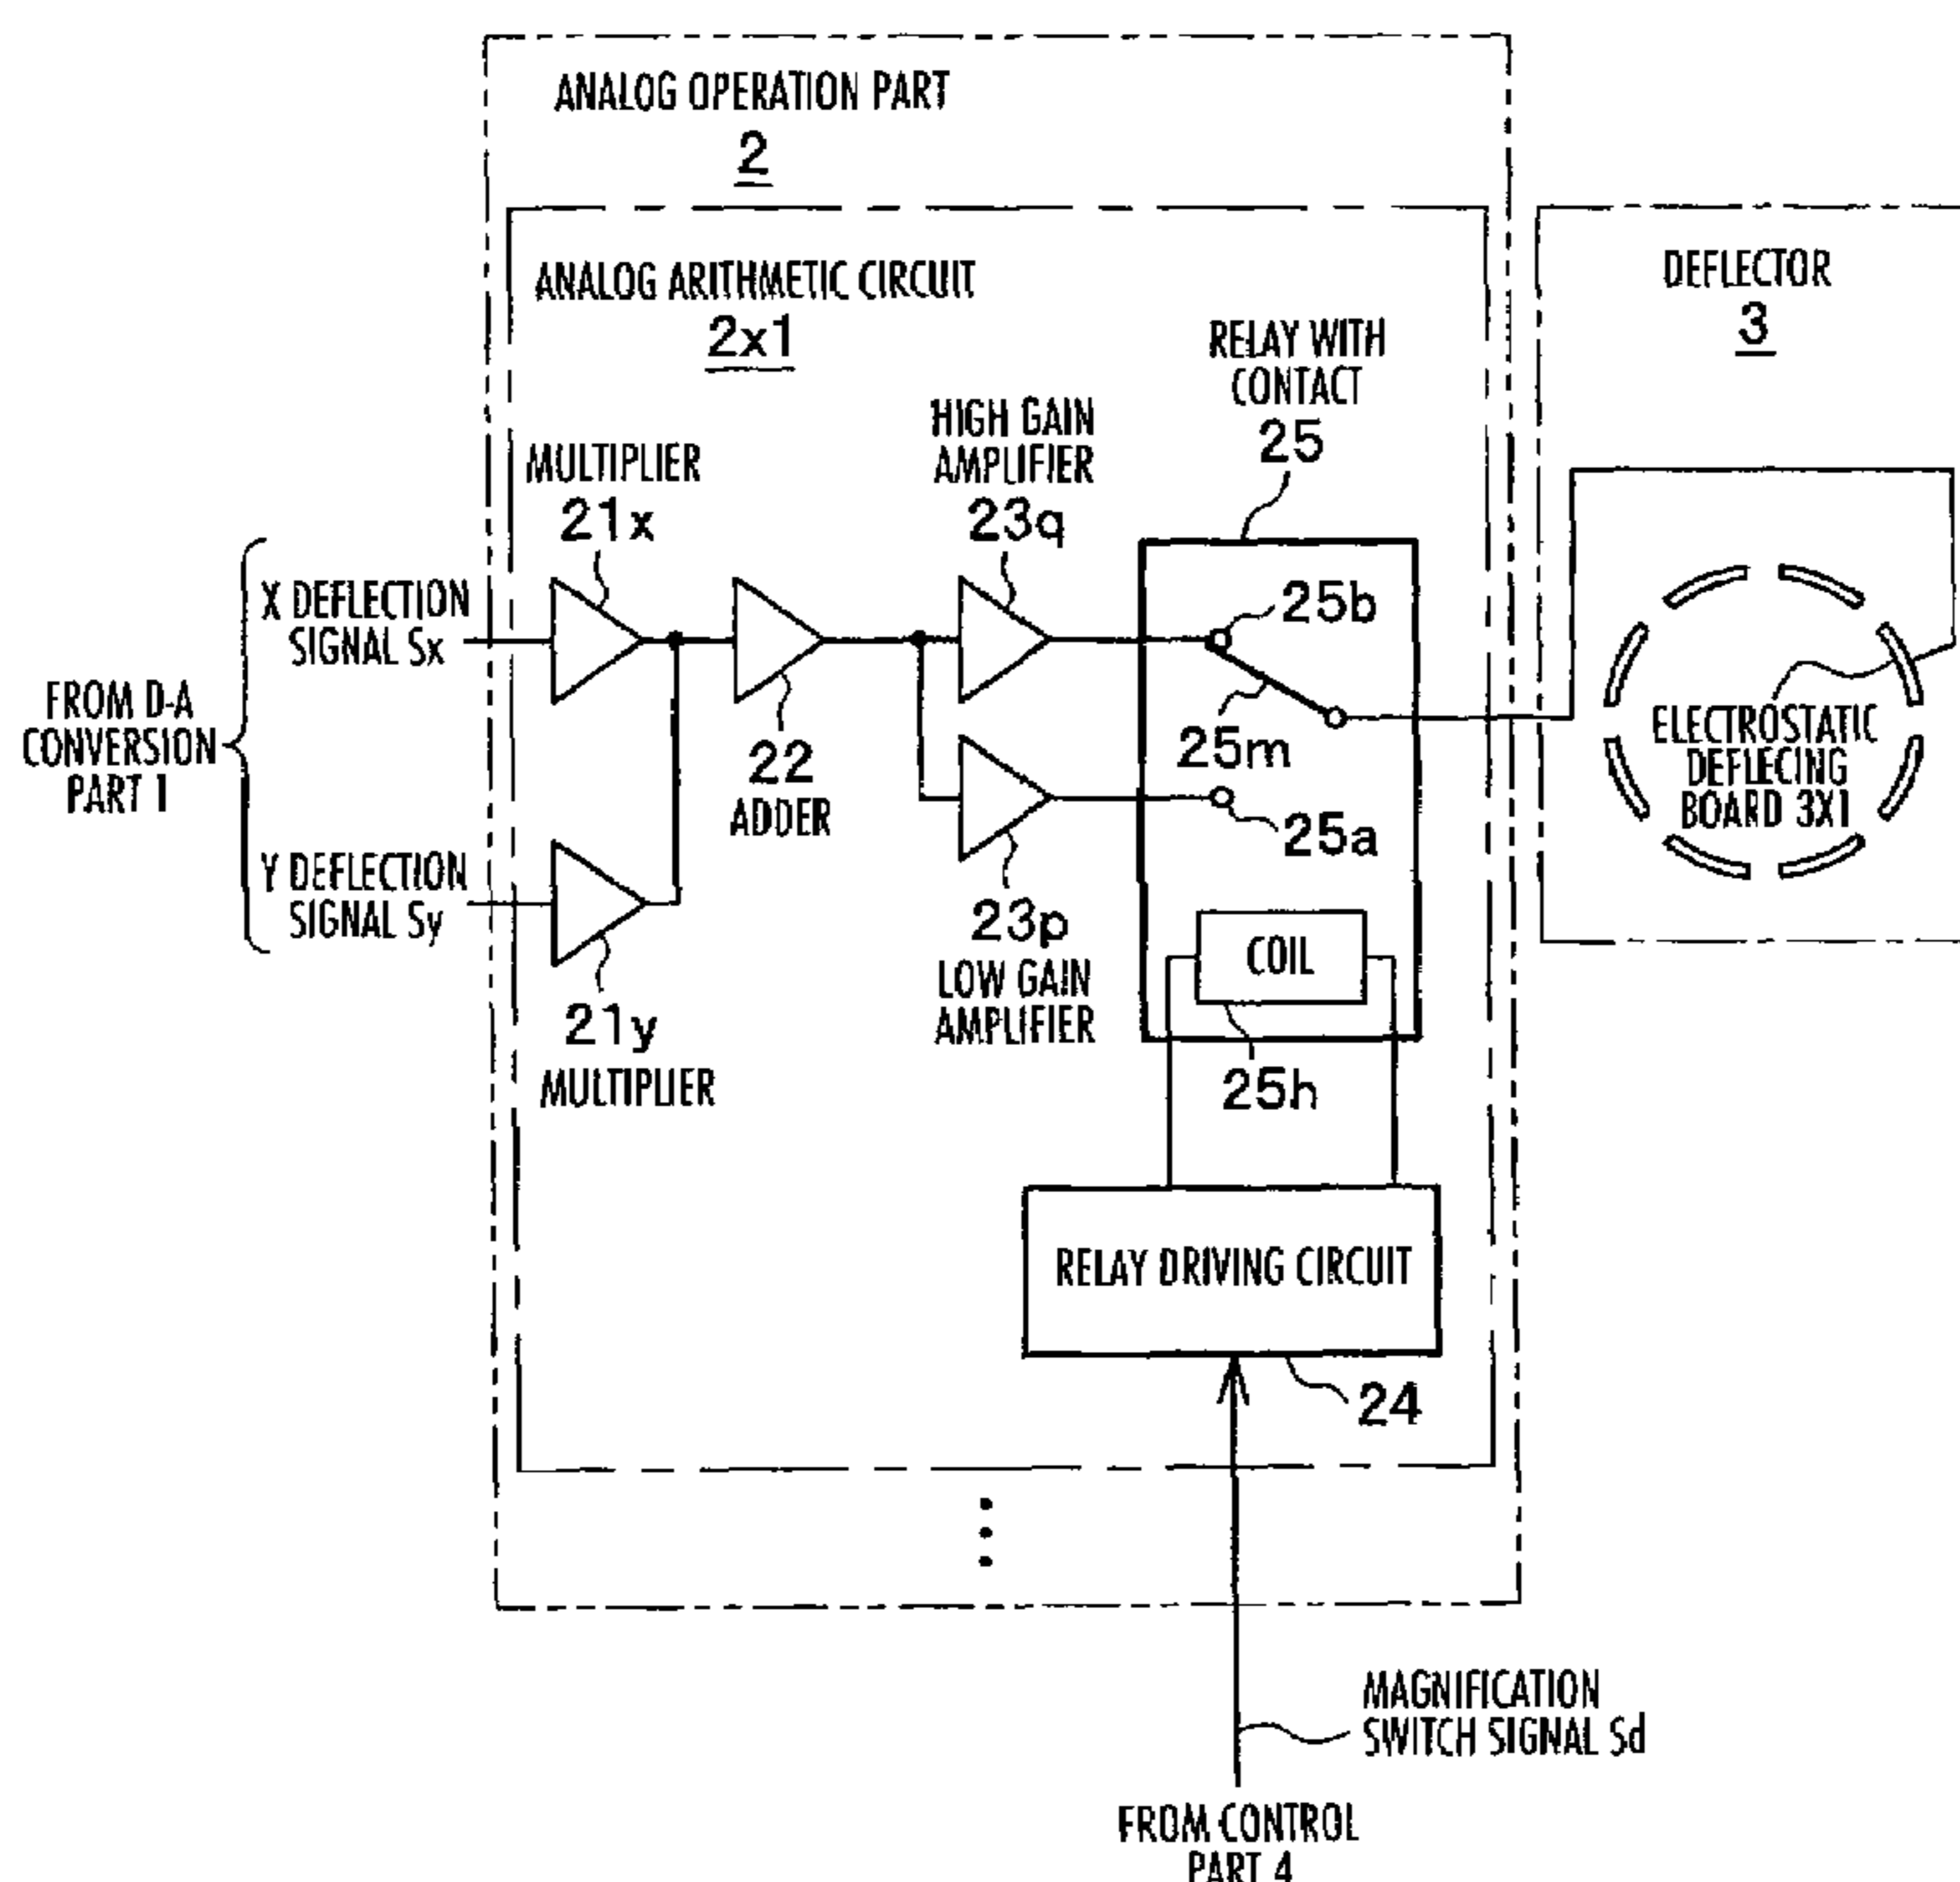 ANALOG OPERATION PART
2
ANALOG ARITHMETIC CIRCUIT
2x1
DEFLECTOR
3
RELAY WITH
CONTACT
25
HIGH GAIN
AMPLIFIER
23q
MULTIPLIER
21x
X DEFLECTION
SIGNAL Sx
25b
25m
25a
FROM D-A
CONVERSION
PART 1
22
ADDER
ELECTROSTATIC
DEFLECING
BOARD 3X1
Y DEFLECTION
SIGNAL Sy
23p
LOW GAIN
AMPLIFIER
COIL
25h
21y
MULTIPLIER
RELAY DRIVING CIRCUIT
24
MAGNIFICATION
SWITCH SIGNAL Sd
FROM CONTROL
PART 4